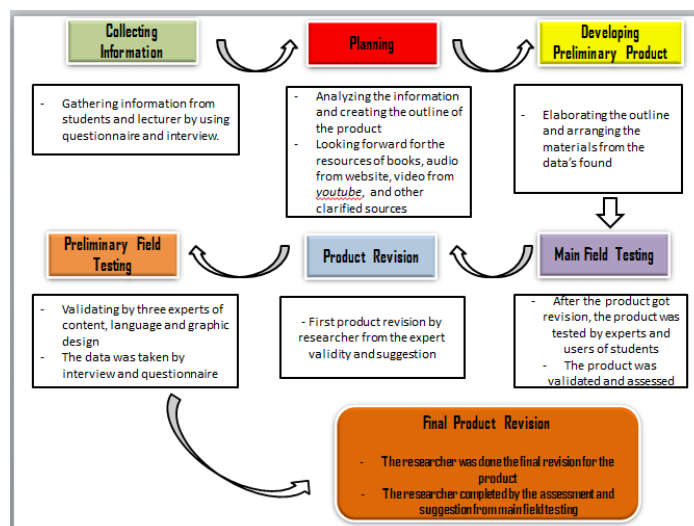 Collecting
Information
Planning
Developing
Preliminary Product
- Gathering information from
students and lecturer by using
questionnaire and interview.
- Analyzing the information
and creating the outline of
the product
- Looking forward for the
resources of books, audio
from website, video from
youtube, and other
clarified sources
- Elaborating the outline
and arranging the
materials from the
data's found
Preliminary Field
Testing
Product Revision
Main Field Testing
- Validating by three experts of
content, language and graphic
design
- The data was taken by
interview and questionnaire
- First product revision by
researcher from the expert
validity and suggestion
- After the product got
revision, the product was
tested by experts and
users of students
- The product was
validated and assessed
Final Product Revision
- The researcher was done the final revision for the
product
- The researcher completed by the assessment and
suggestion from main field testing